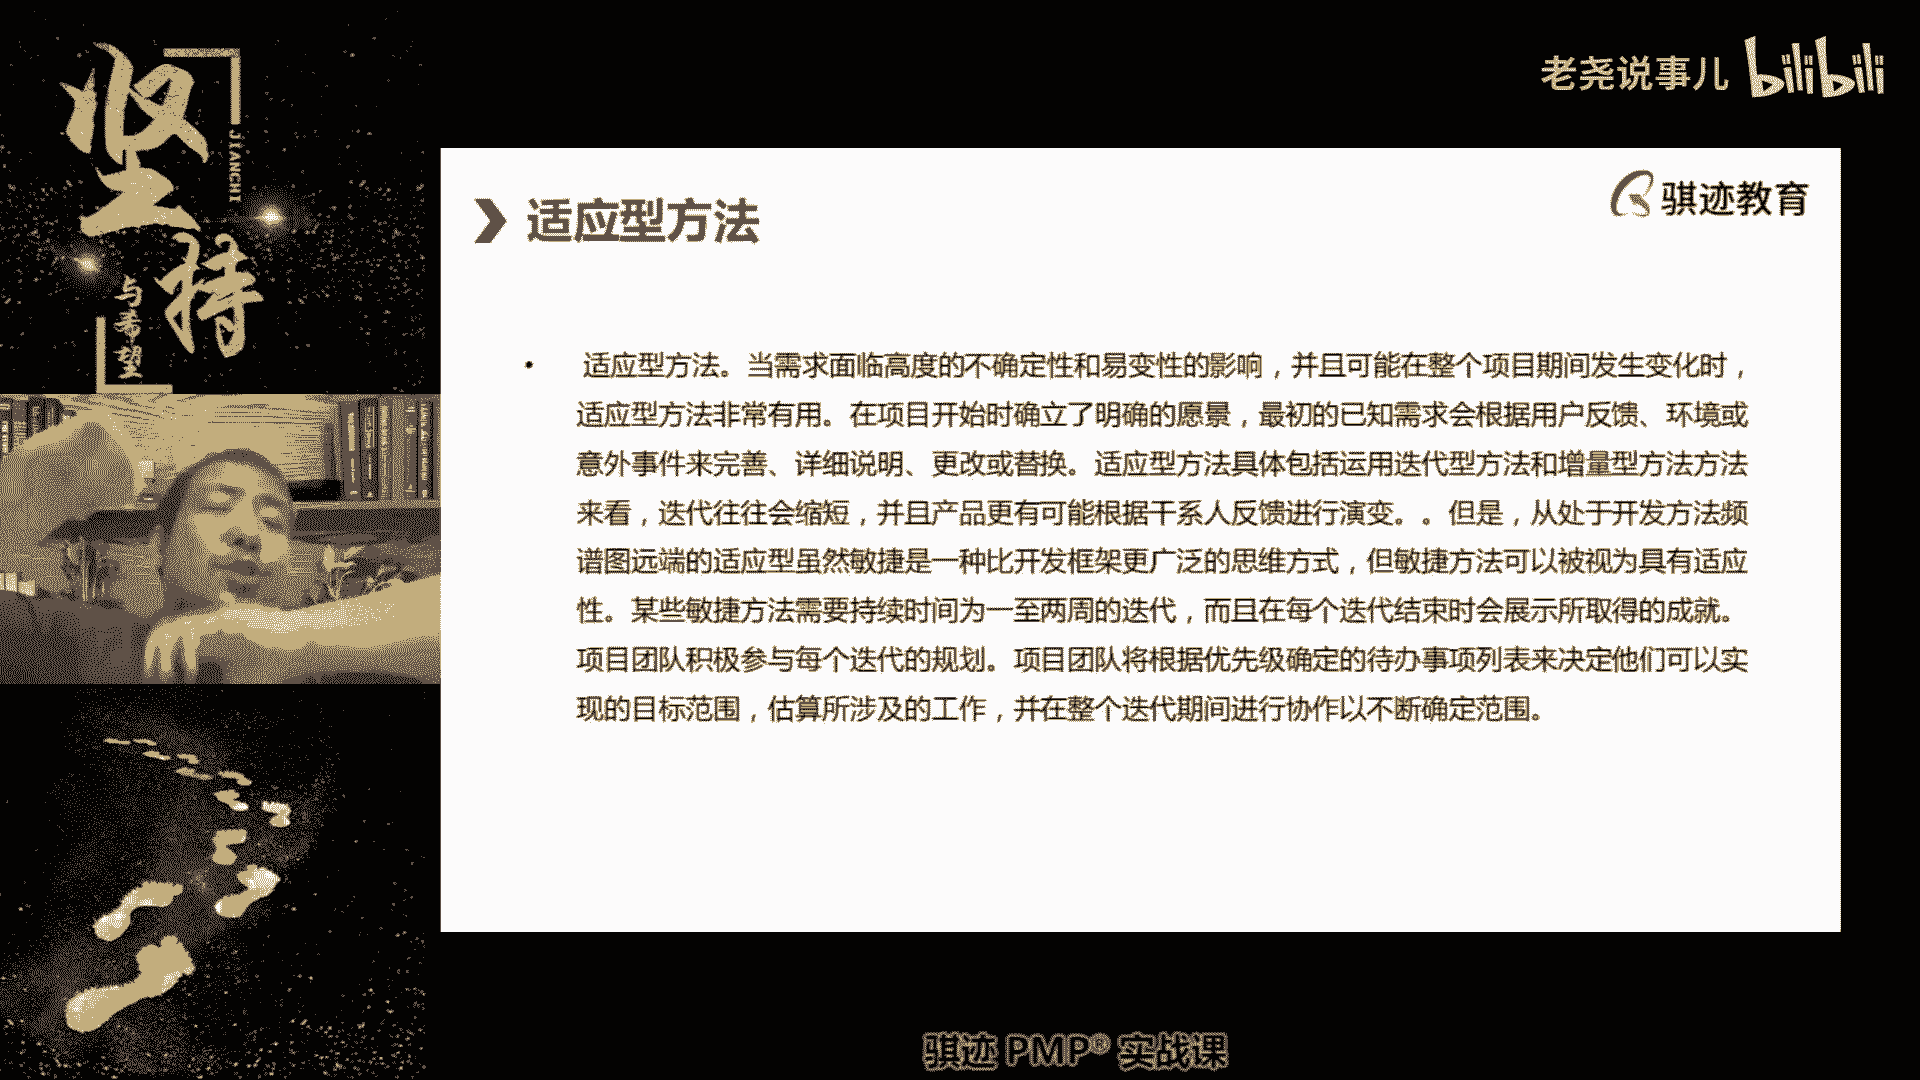 坚持
JIANCHI
与希望
老尧说事儿 bilibili
骐迹教育
适应型方法
• 适应型方法。当需求面临高度的不确定性和易变性的影响，并且可能在整个项目期间发生变化时，
适应型方法非常有用。在项目开始时确立了明确的愿景，最初的已知需求会根据用户反馈、环境或
意外事件来完善、详细说明、更改或替换。适应型方法具体包括运用迭代型方法和增量型方法方法
来看，迭代往往会缩短，并且产品更有可能根据干系人反馈进行演变。。但是，从处于开发方法频
谱图远端的适应型虽然敏捷是一种比开发框架更广泛的思维方式，但敏捷方法可以被视为具有适应
性。某些敏捷方法需要持续时间为一至两周的迭代，而且在每个迭代结束时会展示所取得的成就。
项目团队积极参与每个迭代的规划。项目团队将根据优先级确定的待办事项列表来决定他们可以实
现的目标范围，估算所涉及的工作，并在整个迭代期间进行协作以不断确定范围。
骐迹 PMP® 实战课